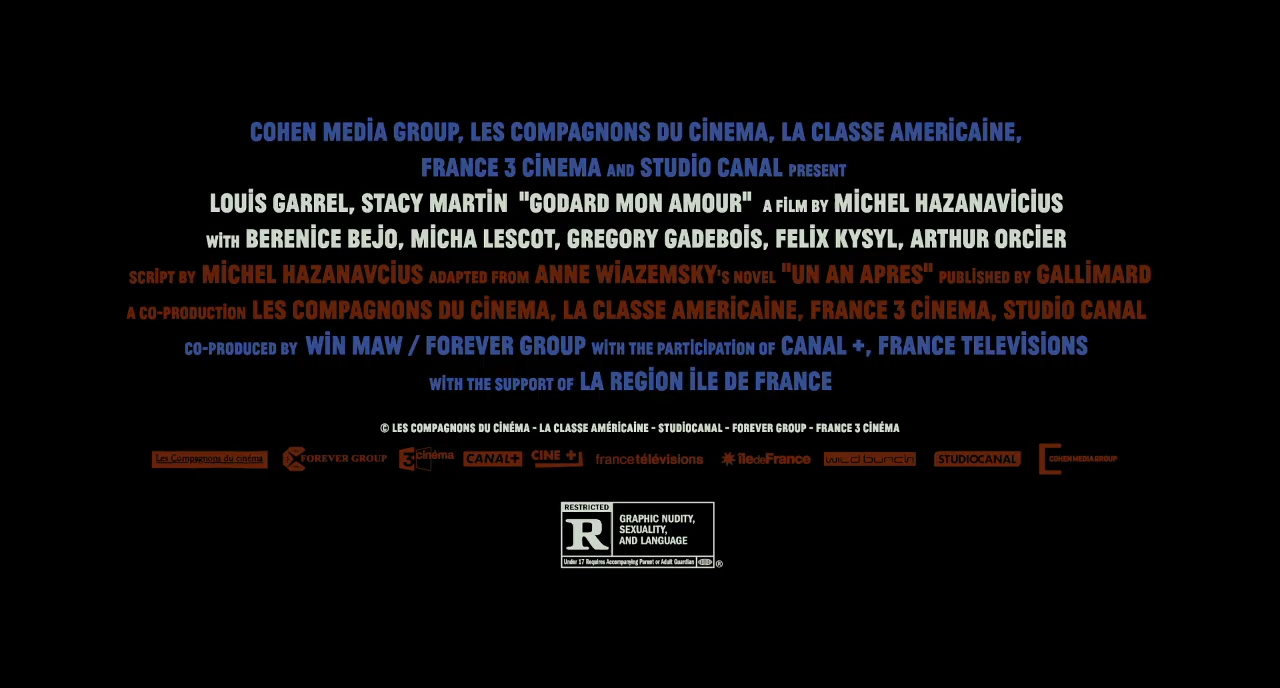 COHEN MEDIA GROUP, LES COMPAGNONS DU CINEMA, LA CLASSE AMERICAINE,
FRANCE 3 CINEMA AND STUDIO CANAL PRESENT
LOUIS GARREL, STACY MARTIN "GODARD MON AMOUR" A FILM BY MICHEL HAZANAVICIUS
WITH BERENICE BEJO, MICHA LESCOT, GREGORY GADEBOIS, FELIX KYSYL, ARTHUR ORCIER
SCRIPT BY MICHEL HAZANAVCIUS ADAPTED FROM ANNE WIAZEMSKY'S NOVEL "UN AN APRES" PUBLISHED BY GALLIMARD
A CO-PRODUCTION LES COMPAGNONS DU CINEMA, LA CLASSE AMERICAINE, FRANCE 3 CINEMA, STUDIO CANAL
CO-PRODUCED BY WIN MAW / FOREVER GROUP WITH THE PARTICIPATION OF CANAL +, FRANCE TELEVISIONS
WITH THE SUPPORT OF LA REGION ILE DE FRANCE
© LES COMPAGNONS DU CINÉMA - LA CLASSE AMÉRICAINE - STUDIOCANAL - FOREVER GROUP - FRANCE 3 CINÉMA
Les Compagnons du cinéma FOREVER GROUP 3 cinéma CANAL+ CINE + francetélévisions îledeFrance wild bunch STUDIOCANAL COHEN MEDIA GROUP
RESTRICTED
R GRAPHIC NUDITY,
SEXUALITY,
AND LANGUAGE
Under 17 Requires Accompanying Parent or Adult Guardian ®